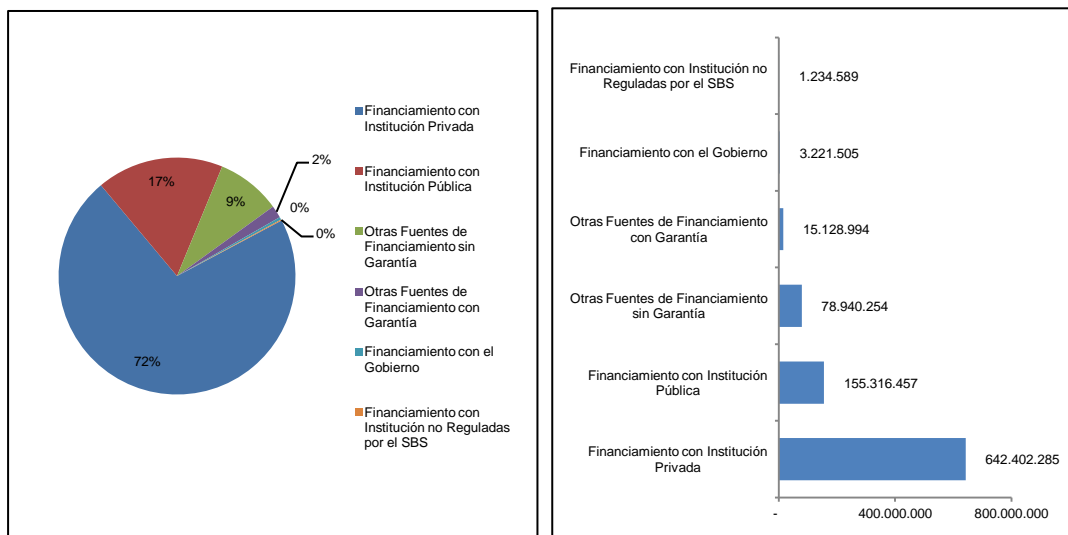 72%
17%
9%
2%
0%
0%
Financiamiento con
Institución Privada
Financiamiento con
Institución Pública
Otras Fuentes de
Financiamiento sin
Garantía
Otras Fuentes de
Financiamiento con
Garantía
Financiamiento con el
Gobierno
Financiamiento con
Institución no Reguladas
por el SBS
Financiamiento con Institución no
Reguladas por el SBS
1.234.589
Financiamiento con el Gobierno
3.221.505
Otras Fuentes de Financiamiento
con Garantía
15.128.994
Otras Fuentes de Financiamiento
sin Garantía
78.940.254
Financiamiento con Institución
Pública
155.316.457
Financiamiento con Institución
Privada
642.402.285
-
400.000.000
800.000.000